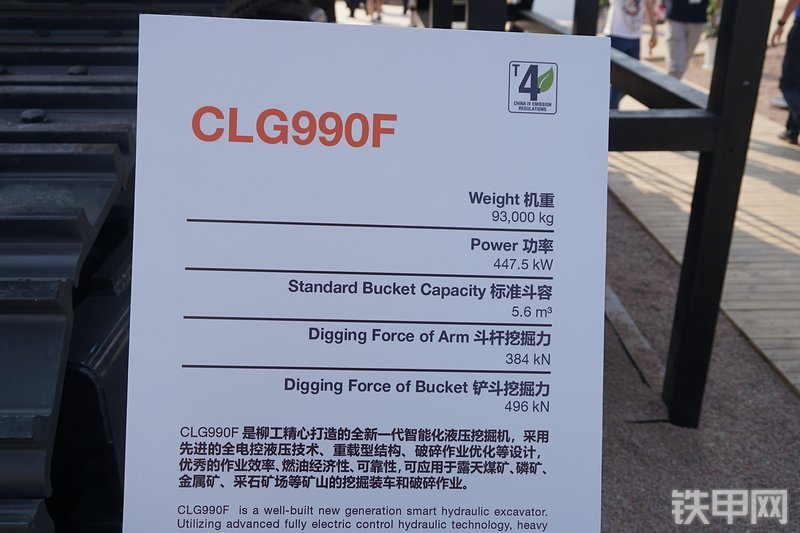 T4
CHINA IV EMISSION
REGULATIONS
CLG990F
Weight 机重
93,000 kg
Power 功率
447.5 kW
Standard Bucket Capacity 标准斗容
5.6 m³
Digging Force of Arm 斗杆挖掘力
384 kN
Digging Force of Bucket 铲斗挖掘力
496 kN
CLG990F 是柳工精心打造的全新一代智能化液压挖掘机，采用
先进的全电控液压技术、重载型结构、破碎作业优化等设计，
优秀的作业效率、燃油经济性、可靠性，可应用于露天煤矿、磷矿、
金属矿、采石矿场等矿山的挖掘装车和破碎作业。
CLG990F is a well-built new generation smart hydraulic excavator.
Utilizing advanced fully electric control hydraulic technology, heavy
铁甲网